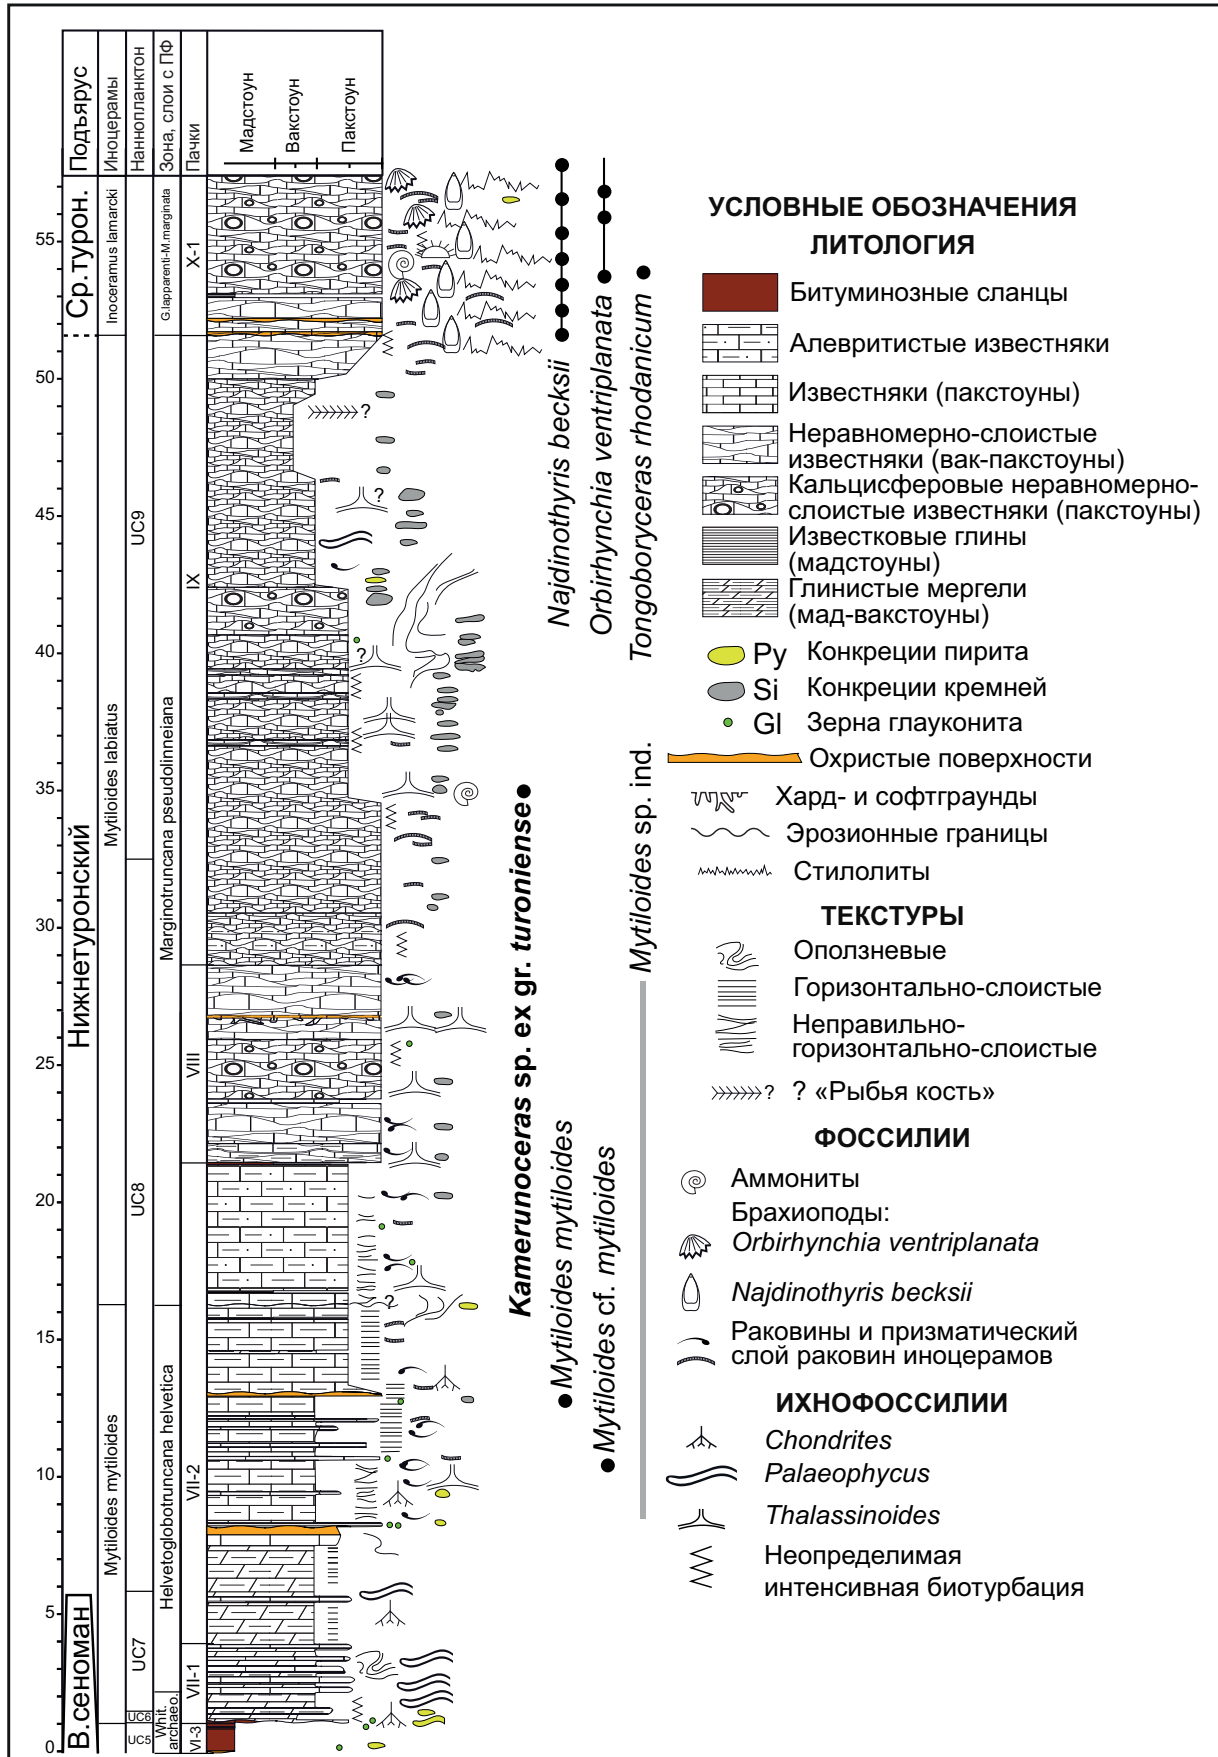 Подъярус
Иноцерамы
Наннопланктон
Зона, слои с ПФ
Пачки
Мадстоун
Вакстоун
Пакстоун
Ср.турон.
Нижнетуронский
В.сеноман
Inoceramus lamarcki
Mytiloides labiatus
Mytiloides mytiloides
UC9
UC8
UC7
UC6
UC5
G.lapparenti-M.marginata
Marginotruncana pseudolinneiana
Helvetoglobotruncana helvetica
Whit.
archaeo.
X-1
IX
VIII
VII-2
VII-1
VI-3
55
50
45
40
35
30
25
20
15
10
5
0
?
?
?
?
Najdinothyris becksii
Orbirhynchia ventriplanata
Tongoboryceras rhodanicum
Kamerunoceras sp. ex gr. turoniense
Mytiloides mytiloides
Mytiloides cf. mytiloides
Mytiloides sp. ind.
УСЛОВНЫЕ ОБОЗНАЧЕНИЯ
ЛИТОЛОГИЯ
Битуминозные сланцы
Алевритистые известняки
Известняки (пакстоуны)
Неравномерно-слоистые
известняки (вак-пакстоуны)
Кальцисферовые неравномерно-
слоистые известняки (пакстоуны)
Известковые глины
(мадстоуны)
Глинистые мергели
(мад-вакстоуны)
Py Конкреции пирита
Si Конкреции кремней
Gl Зерна глауконита
Охристые поверхности
Хард- и софтграунды
Эрозионные границы
Стилолиты
ТЕКСТУРЫ
Оползневые
Горизонтально-слоистые
Неправильно-
горизонтально-слоистые
? ? «Рыбья кость»
ФОССИЛИИ
Аммониты
Брахиоподы:
Orbirhynchia ventriplanata
Najdinothyris becksii
Раковины и призматический
слой раковин иноцерамов
ИХНОФОССИЛИИ
Chondrites
Palaeophycus
Thalassinoides
Неопределимая
интенсивная биотурбация